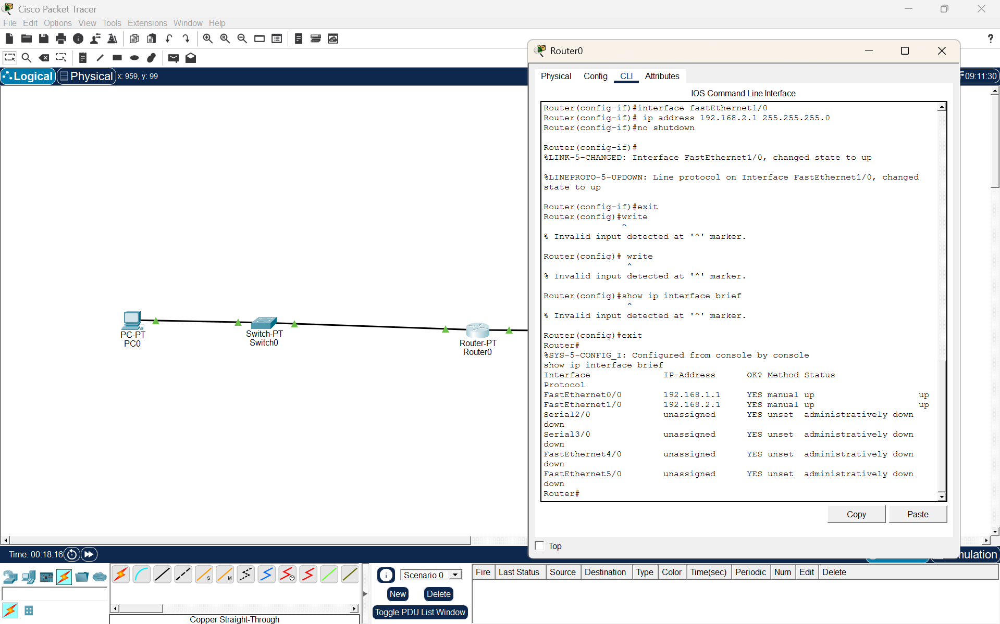 Cisco Packet Tracer
File Edit Options View Tools Extensions Window Help
?
Logical Physical x: 959, y: 99
09:11:30
Router0
Physical Config CLI Attributes
IOS Command Line Interface
Router(config-if)#interface fastEthernet1/0
Router(config-if)# ip address 192.168.2.1 255.255.255.0
Router(config-if)#no shutdown
Router(config-if)#
%LINK-5-CHANGED: Interface FastEthernet1/0, changed state to up
%LINEPROTO-5-UPDOWN: Line protocol on Interface FastEthernet1/0, changed
state to up
Router(config-if)#exit
Router(config)#write
^
% Invalid input detected at '^' marker.
Router(config)# write
^
% Invalid input detected at '^' marker.
Router(config)#show ip interface brief
^
% Invalid input detected at '^' marker.
Router(config)#exit
Router#
%SYS-5-CONFIG_I: Configured from console by console
show ip interface brief
Interface IP-Address OK? Method Status
Protocol
FastEthernet0/0 192.168.1.1 YES manual up up
FastEthernet1/0 192.168.2.1 YES manual up up
Serial2/0 unassigned YES unset administratively down
down
Serial3/0 unassigned YES unset administratively down
down
FastEthernet4/0 unassigned YES unset administratively down
down
FastEthernet5/0 unassigned YES unset administratively down
down
Router#
Copy Paste
Top
PC-PT
PC0
Switch-PT
Switch0
Router-PT
Router0
Time: 00:18:16
nulation
S M
Copper Straight-Through
Scenario 0
New Delete
Toggle PDU List Window
Fire Last Status Source Destination Type Color Time(sec) Periodic Num Edit Delete